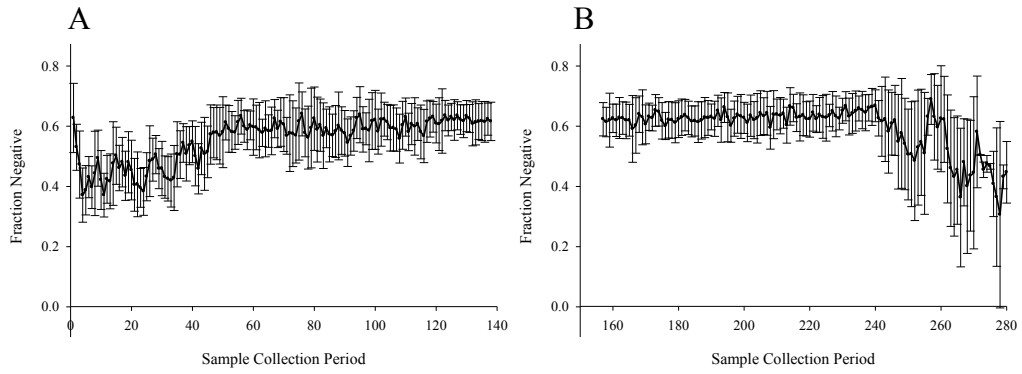 A
B
0.8
0.6
0.4
0.2
0.0
Fraction Negative
0 20 40 60 80 100 120 140
Sample Collection Period
0.8
0.6
0.4
0.2
0.0
Fraction Negative
160 180 200 220 240 260 280
Sample Collection Period